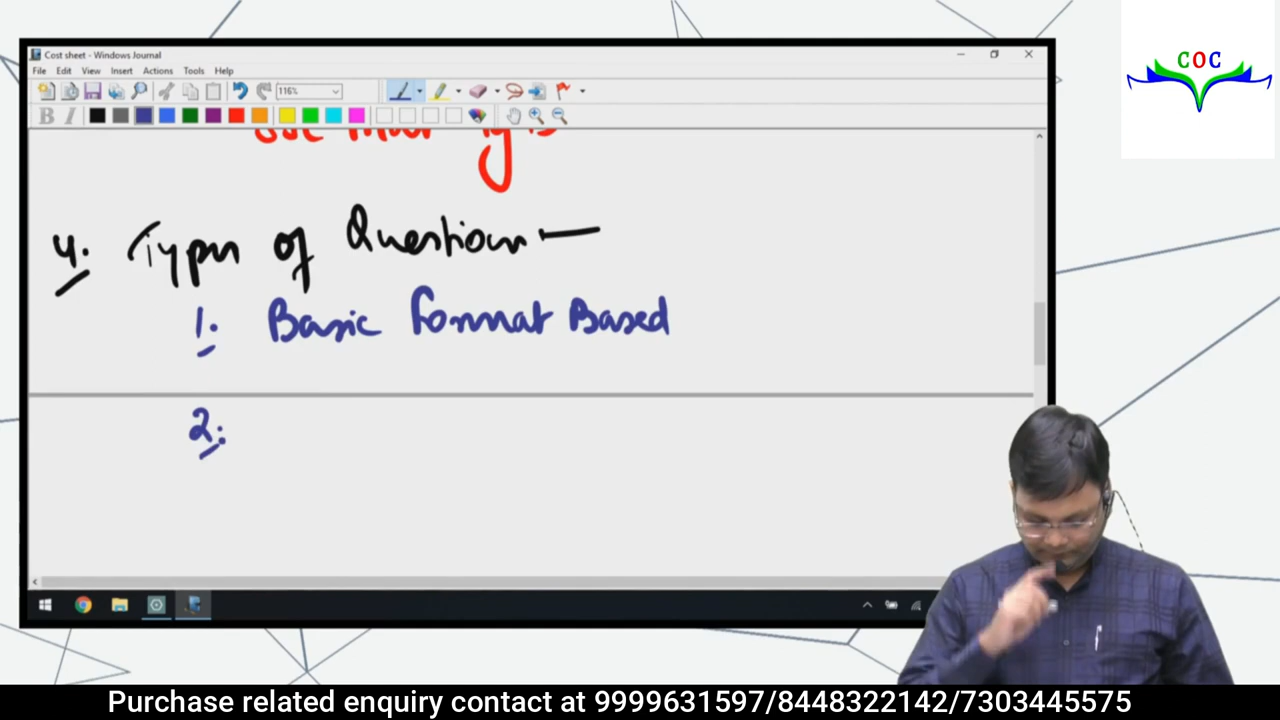 COC
Cost sheet - Windows Journal
File Edit View Insert Actions Tools Help
116%
B I
4. Types of Question —
1. Basic Format Based
2.
Purchase related enquiry contact at 9999631597/8448322142/7303445575